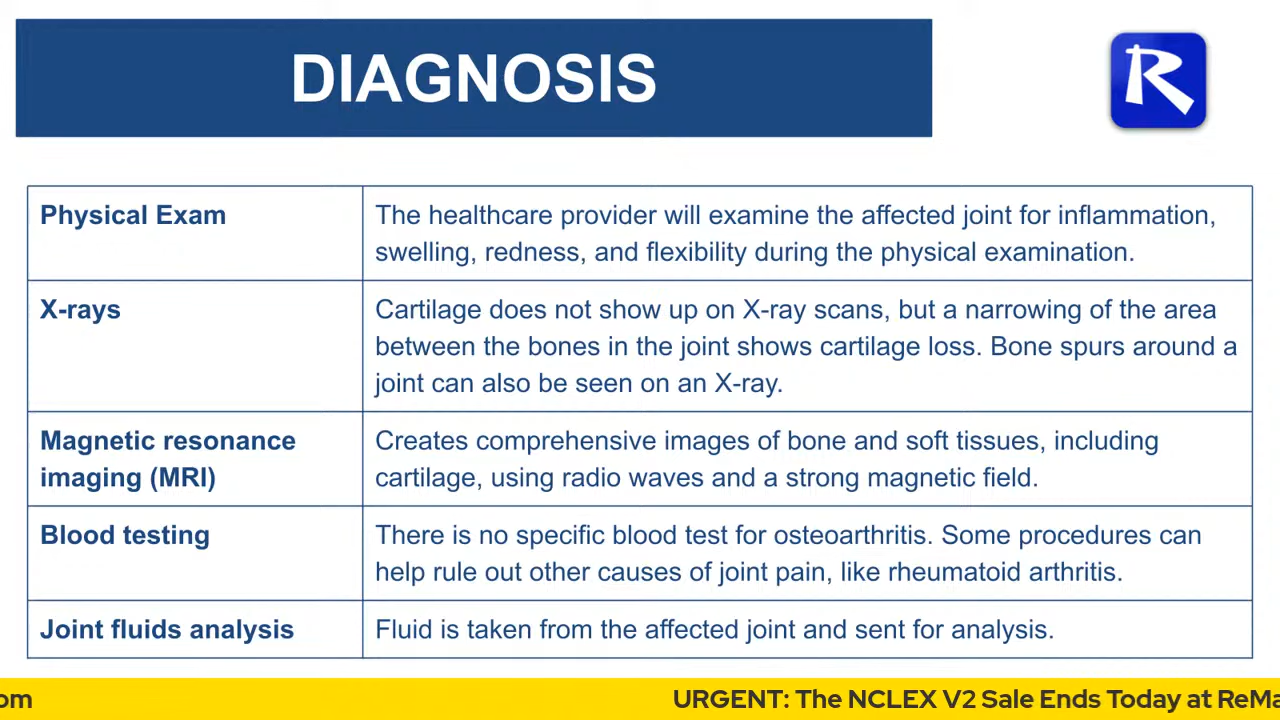 DIAGNOSIS
R
Physical Exam
The healthcare provider will examine the affected joint for inflammation,
swelling, redness, and flexibility during the physical examination.
X-rays
Cartilage does not show up on X-ray scans, but a narrowing of the area
between the bones in the joint shows cartilage loss. Bone spurs around a
joint can also be seen on an X-ray.
Magnetic resonance
imaging (MRI)
Creates comprehensive images of bone and soft tissues, including
cartilage, using radio waves and a strong magnetic field.
Blood testing
There is no specific blood test for osteoarthritis. Some procedures can
help rule out other causes of joint pain, like rheumatoid arthritis.
Joint fluids analysis
Fluid is taken from the affected joint and sent for analysis.
om URGENT: The NCLEX V2 Sale Ends Today at ReMa